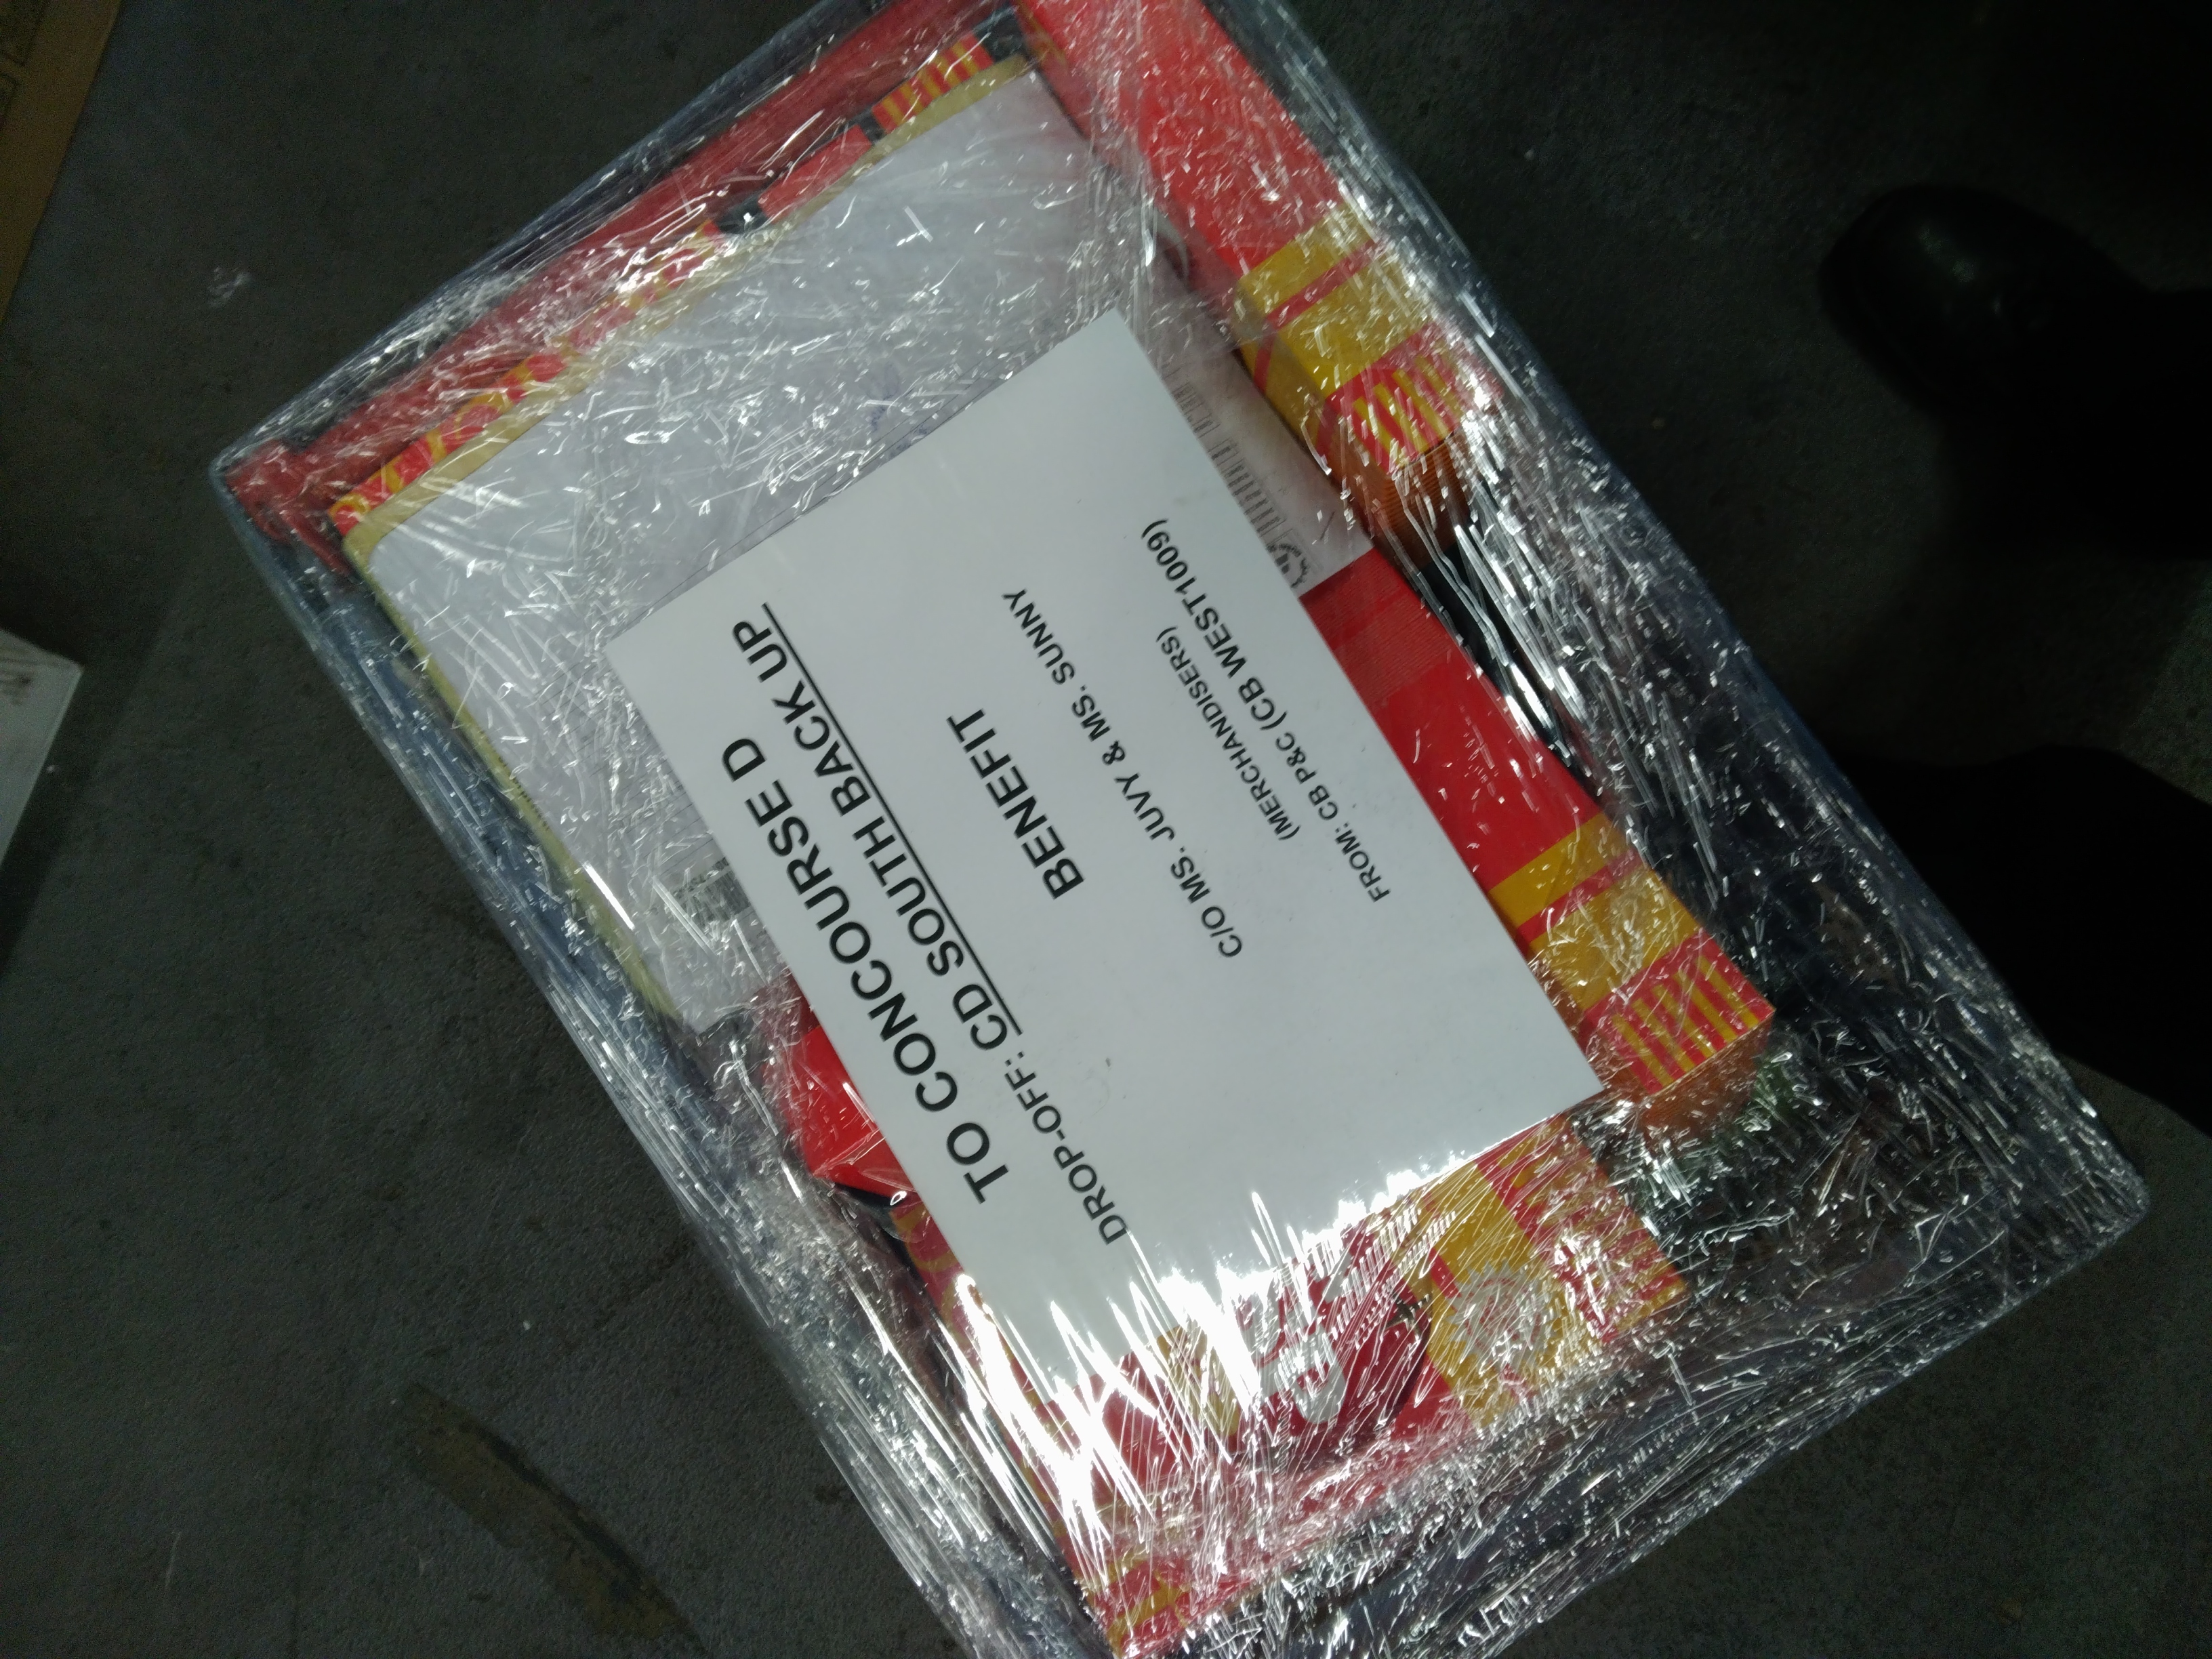 TO CONCOURSE D
DROP-OFF: CD SOUTH BACK UP
BENEFIT
C/O MS. JUVY & MS. SUNNY
(MERCHANDISERS)
FROM: CB P&C (CB WEST1009)